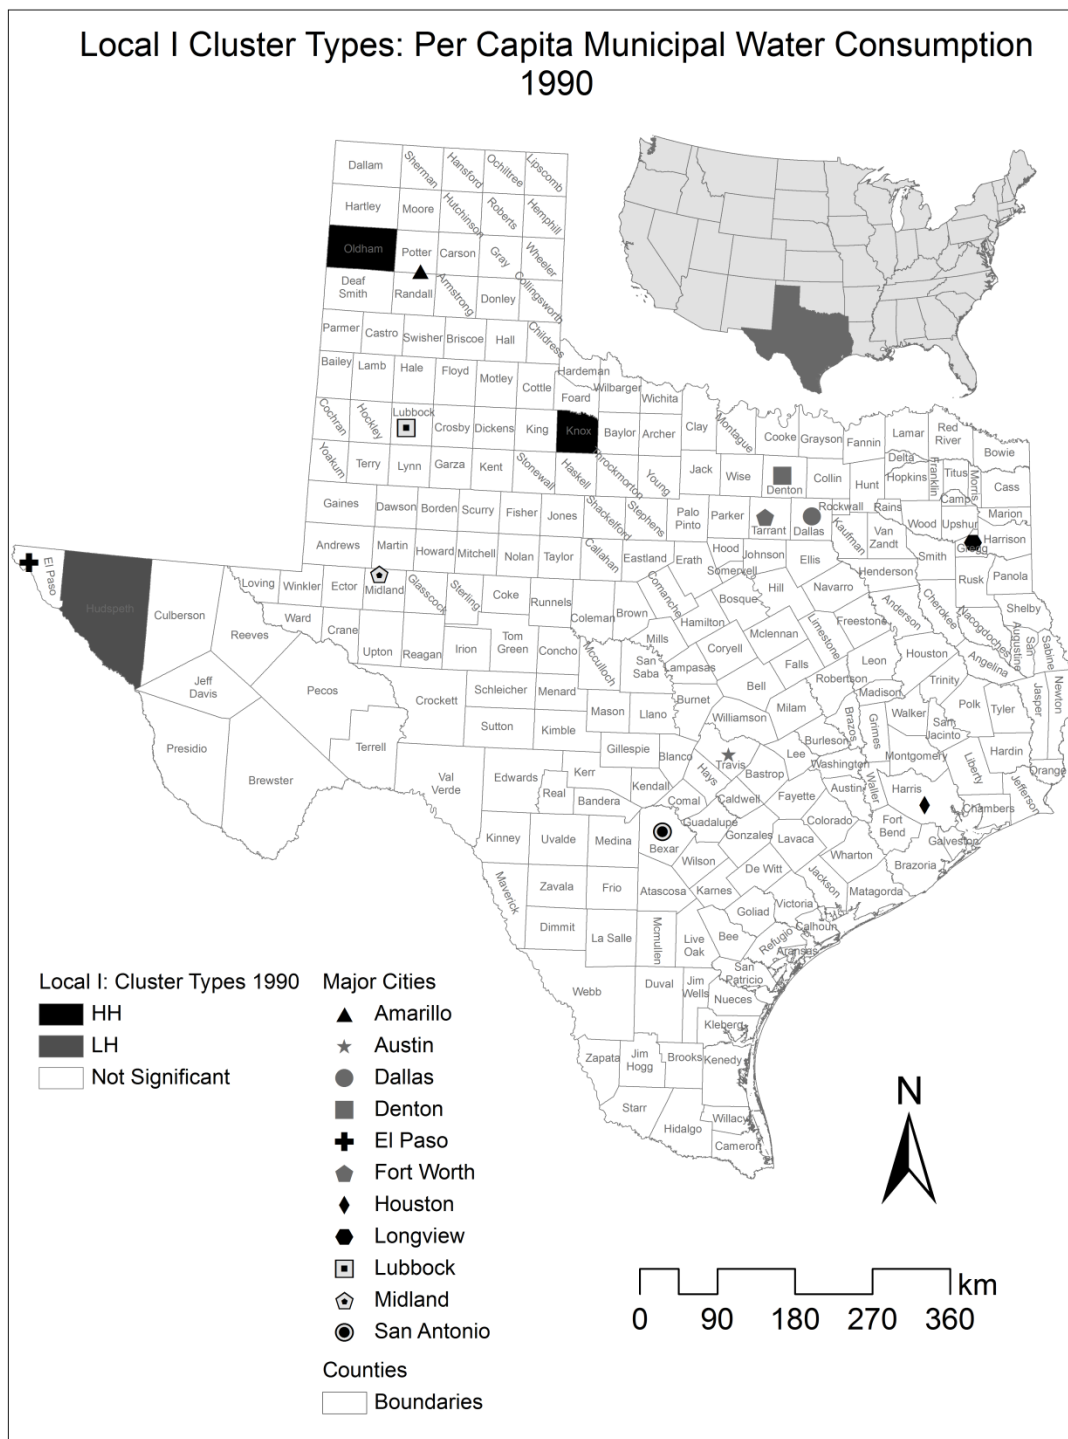 Local I Cluster Types: Per Capita Municipal Water Consumption
1990
Dallam
Sherman
Hansford
Ochiltree
Lipscomb
Hartley
Moore
Hutchinson
Roberts
Hemphill
Oldham
Potter
Carson
Gray
Wheeler
Deaf
Smith
Randall
Armstrong
Donley
Collingsworth
Parmer
Castro
Swisher
Briscoe
Hall
Childress
Bailey
Lamb
Hale
Floyd
Motley
Cottle
Hardeman
Foard
Wilbarger
Wichita
Cochran
Hockley
Lubbock
Crosby
Dickens
King
Knox
Baylor
Archer
Clay
Montague
Cooke
Grayson
Fannin
Lamar
Red
River
Bowie
Yoakum
Terry
Lynn
Garza
Kent
Stonewall
Haskell
Throckmorton
Young
Jack
Wise
Denton
Collin
Hunt
Delta
Hopkins
Franklin
Titus
Morris
Camp
Cass
Gaines
Dawson
Borden
Scurry
Fisher
Jones
Shackelford
Stephens
Palo
Pinto
Parker
Tarrant
Dallas
Rockwall
Kaufman
Rains
Van
Zandt
Wood
Upshur
Marion
Harrison
Gregg
Andrews
Martin
Howard
Mitchell
Nolan
Taylor
Callahan
Eastland
Erath
Hood
Somervell
Johnson
Ellis
Henderson
Smith
Rusk
Panola
El Paso
Hudspeth
Culberson
Loving
Winkler
Ector
Midland
Glasscock
Sterling
Coke
Runnels
Coleman
Brown
Comanche
Hamilton
Bosque
Hill
Navarro
Freestone
Anderson
Cherokee
Nacogdoches
Shelby
San
Augustine
Sabine
Reeves
Ward
Crane
Upton
Reagan
Irion
Tom
Green
Concho
Mcculloch
San
Saba
Mills
Lampasas
Coryell
Mclennan
Limestone
Falls
Leon
Houston
Angelina
Newton
Jasper
Jeff
Davis
Pecos
Crockett
Schleicher
Menard
Mason
Llano
Burnet
Bell
Williamson
Milam
Robertson
Madison
Trinity
Polk
Tyler
Presidio
Brewster
Terrell
Sutton
Kimble
Gillespie
Blanco
Travis
Hays
Bastrop
Lee
Burleson
Brazos
Grimes
Walker
San
Jacinto
Montgomery
Liberty
Hardin
Orange
Jefferson
Val
Verde
Edwards
Real
Kerr
Bandera
Kendall
Comal
Caldwell
Fayette
Washington
Austin
Waller
Harris
Chambers
Galveston
Kinney
Uvalde
Medina
Bexar
Guadalupe
Gonzales
Lavaca
Colorado
Fort
Bend
Brazoria
Wharton
Matagorda
Maverick
Zavala
Frio
Atascosa
Wilson
Karnes
De Witt
Jackson
Victoria
Calhoun
Dimmit
La Salle
Mcmullen
Live
Oak
Bee
Goliad
Refugio
Aransas
San
Patricio
Webb
Duval
Jim
Wells
Nueces
Kleberg
Zapata
Jim
Hogg
Brooks
Kenedy
Starr
Hidalgo
Willacy
Cameron
Local I: Cluster Types 1990
HH
LH
Not Significant
Major Cities
Amarillo
Austin
Dallas
Denton
El Paso
Fort Worth
Houston
Longview
Lubbock
Midland
San Antonio
Counties
Boundaries
N
km
0 90 180 270 360